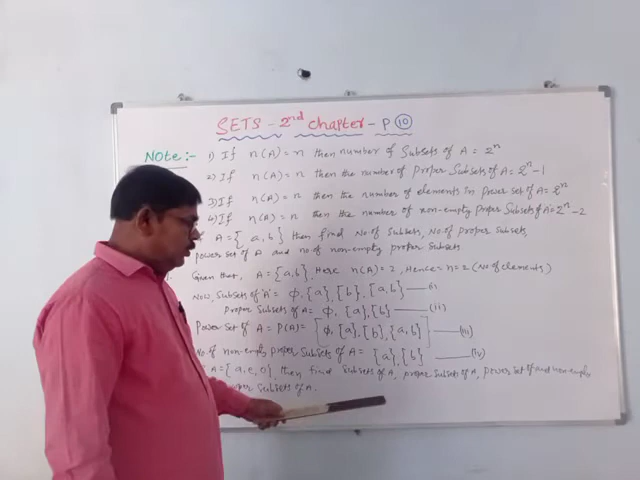 SETS - 2nd chapter - P 10
Note:- 1) If n(A) = n then number of Subsets of A = 2^n
2) If n(A) = n then the number of proper Subsets of A = 2^n - 1
3) If n(A) = n then the number of elements in power set of A = 2^n
4) If n(A) = n then the number of non-empty proper Subsets of A = 2^n - 2
A = {a, b} then find No. of Subsets, No. of proper Subsets,
power set of A and no. of non-empty proper subsets
Given that, A = {a, b}, Here n(A) = 2, Hence n = 2 (No of elements)
Now, Subsets of A = φ, {a}, {b}, {a, b} — (i)
Proper Subsets of A = φ, {a}, {b} — (ii)
Power Set of A = P(A) = [φ, {a}, {b}, {a, b}] — (iii)
No. of non-empty proper Subsets of A = {a}, {b} — (iv)
A = {a, e, o}, then find Subsets of A, proper Subsets of A, power set of and non-empty
Subsets of A.